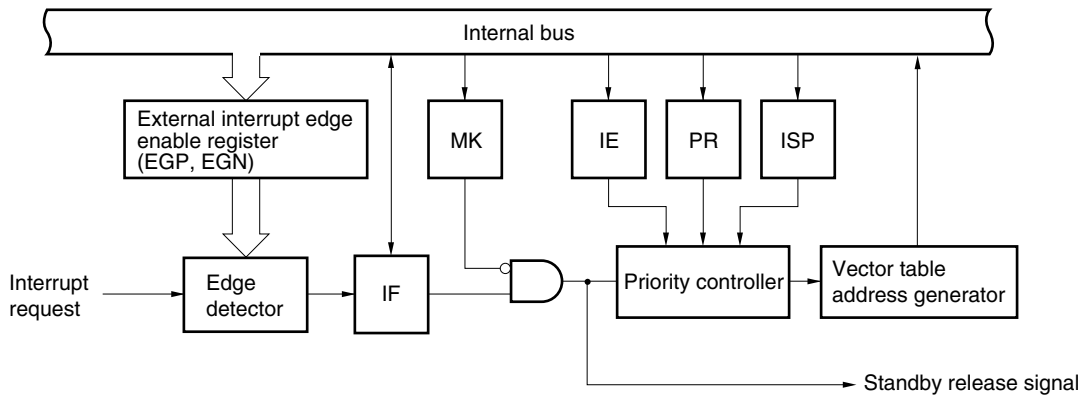 Internal bus
External interrupt edge
enable register
(EGP, EGN)
MK
IE
PR
ISP
Interrupt
request
Edge
detector
IF
Priority controller
Vector table
address generator
Standby release signal